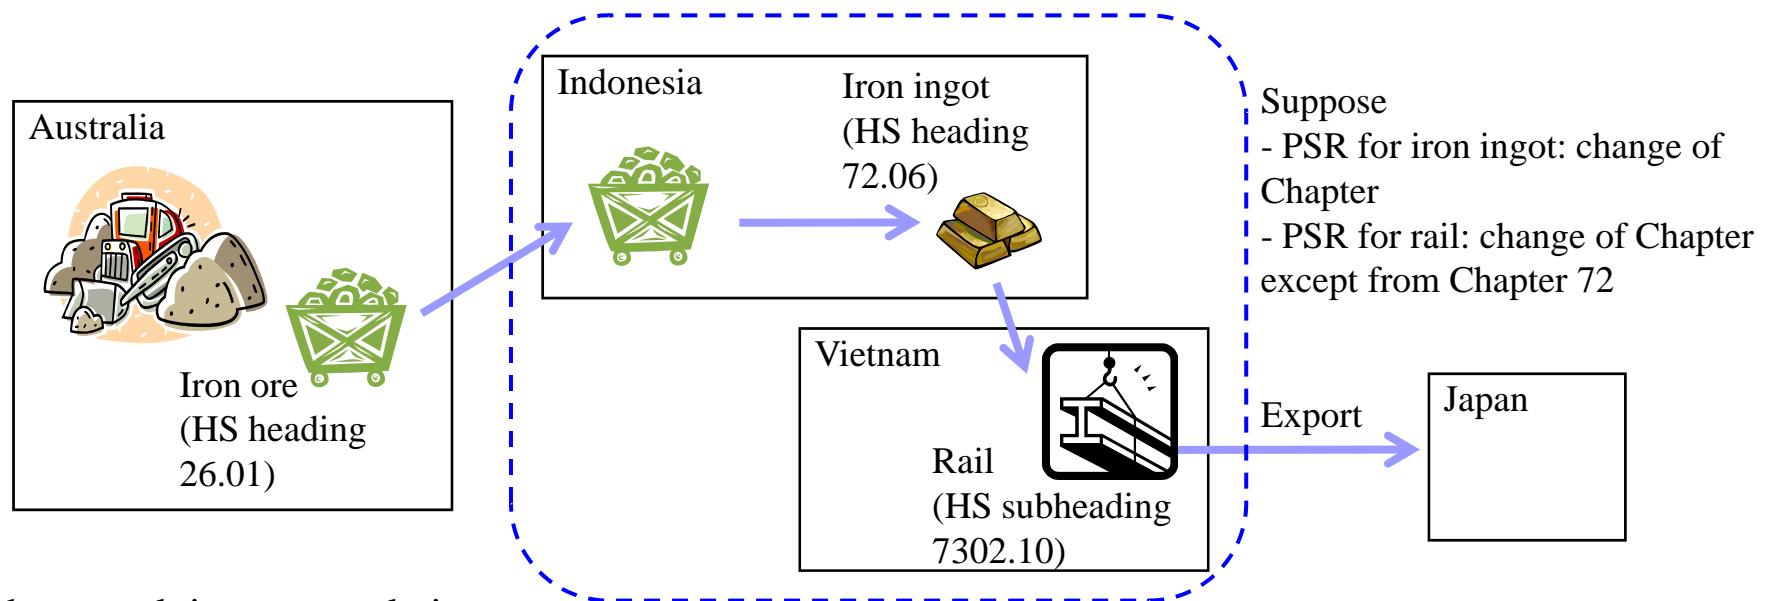 Australia
Iron ore
(HS heading
26.01)
Indonesia
Iron ingot
(HS heading
72.06)
Vietnam
Rail
(HS subheading
7302.10)
Suppose
- PSR for iron ingot: change of
Chapter
- PSR for rail: change of Chapter
except from Chapter 72
Export
Japan